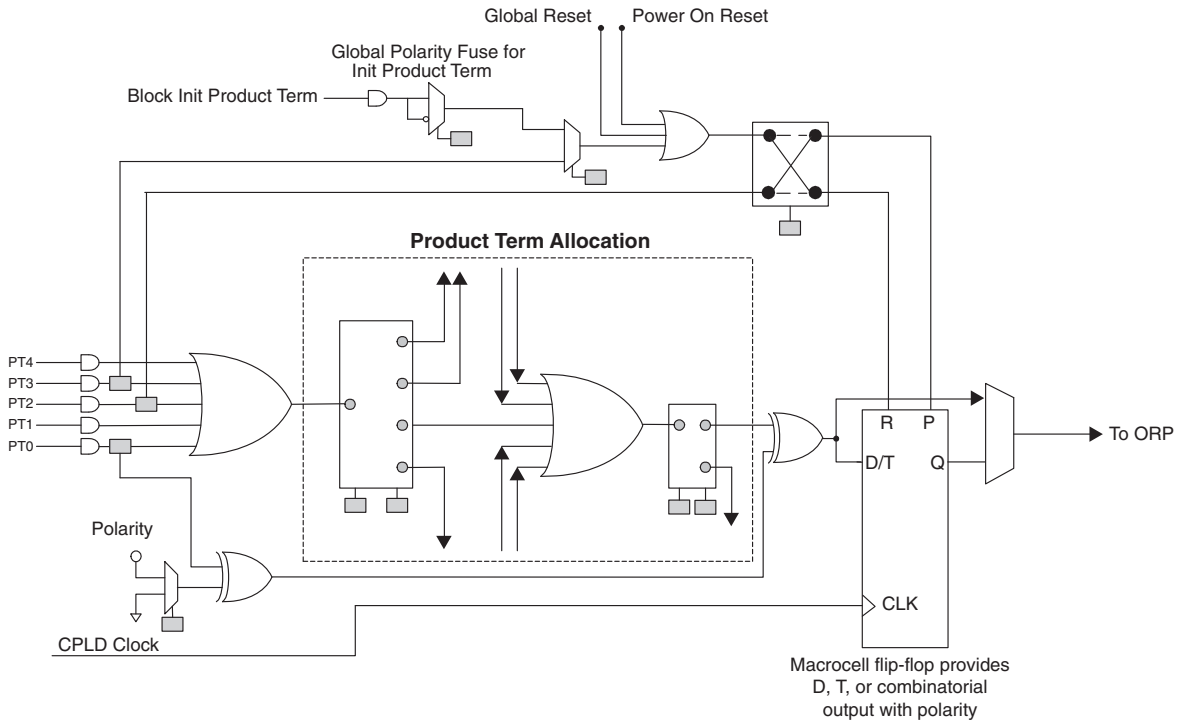 Global Reset
Power On Reset
Global Polarity Fuse for
Init Product Term
Block Init Product Term
Product Term Allocation
PT4
PT3
PT2
PT1
PT0
R
P
D/T
Q
To ORP
Polarity
CLK
CPLD Clock
Macrocell flip-flop provides
D, T, or combinatorial
output with polarity